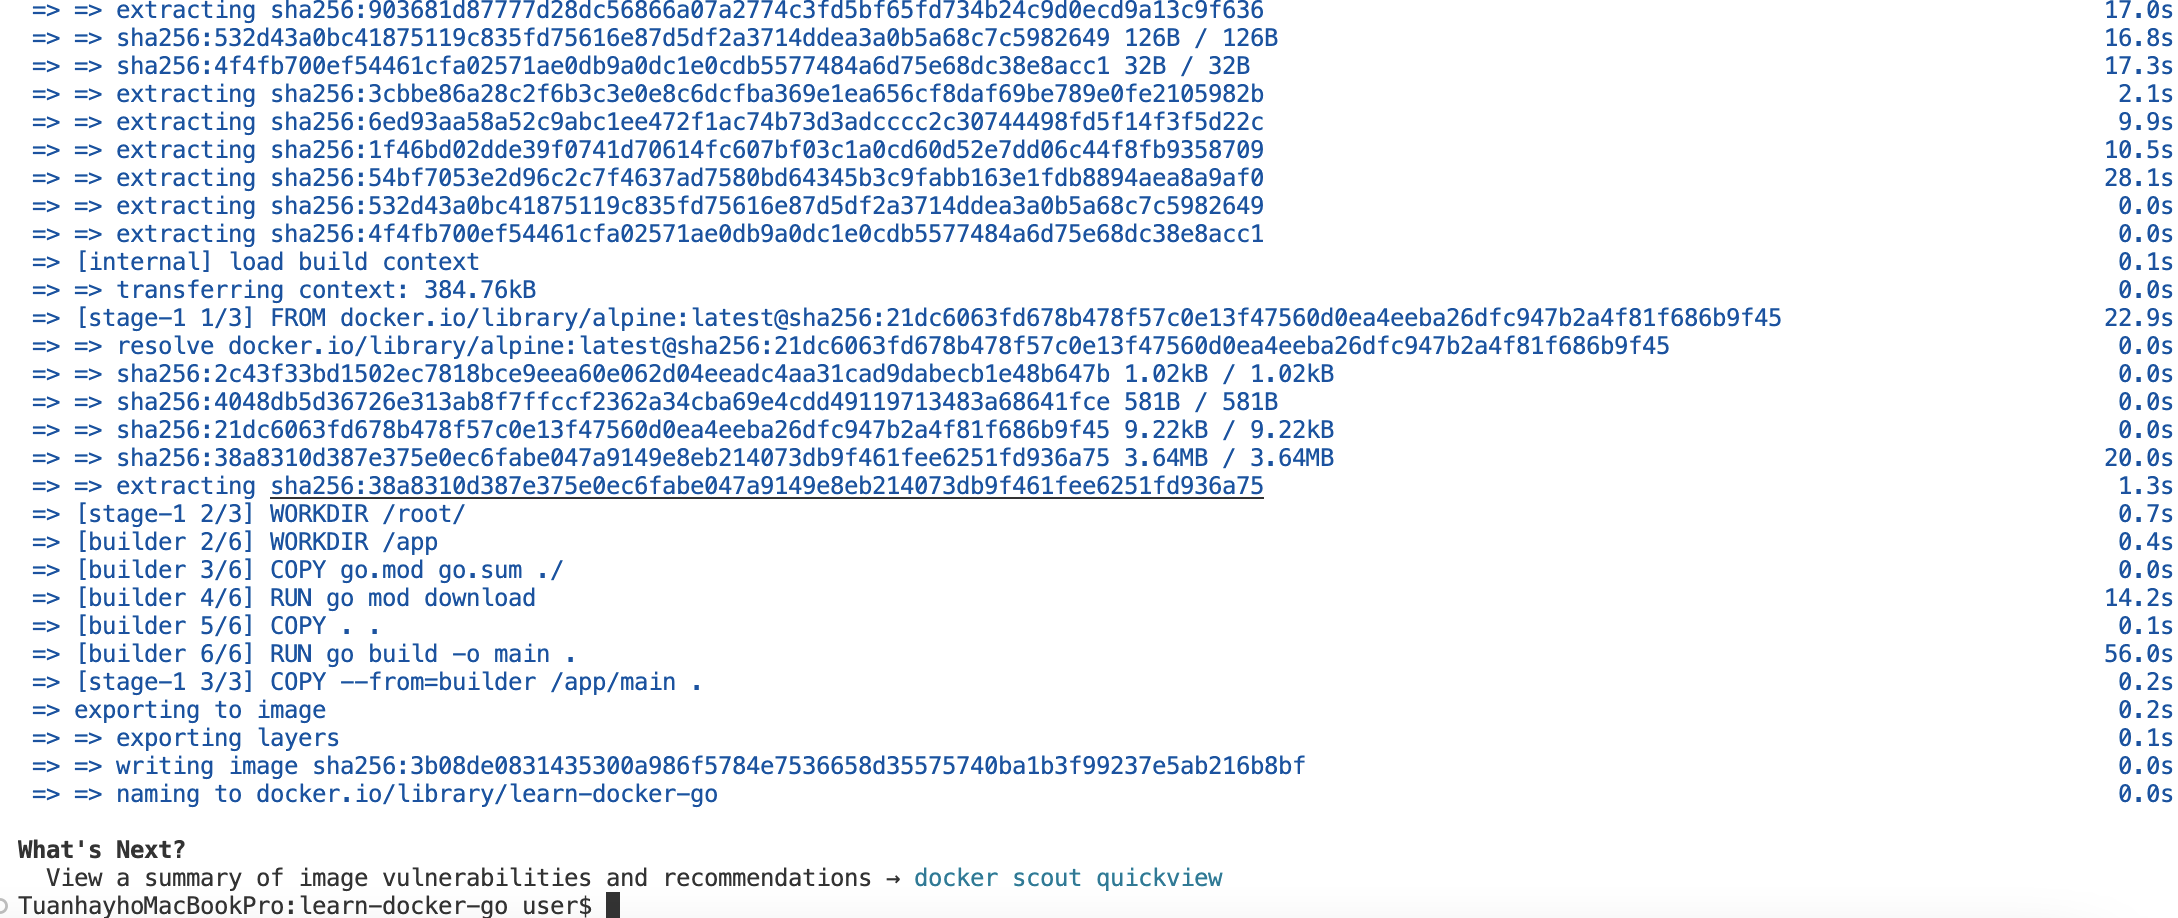 => => extracting sha256:903681d87777d28dc56866a07a2774c3fd5bf65fd734b24c9d0ecd9a13c9f636 17.0s
=> => sha256:532d43a0bc41875119c835fd75616e87d5df2a3714ddea3a0b5a68c7c5982649 126B / 126B 16.8s
=> => sha256:4f4fb700ef54461cfa02571ae0db9a0dc1e0cdb5577484a6d75e68dc38e8acc1 32B / 32B 17.3s
=> => extracting sha256:3cbbe86a28c2f6b3c3e0e8c6dcfba369e1ea656cf8daf69be789e0fe2105982b 2.1s
=> => extracting sha256:6ed93aa58a52c9abc1ee472f1ac74b73d3adcccc2c30744498fd5f14f3f5d22c 9.9s
=> => extracting sha256:1f46bd02dde39f0741d70614fc607bf03c1a0cd60d52e7dd06c44f8fb9358709 10.5s
=> => extracting sha256:54bf7053e2d96c2c7f4637ad7580bd64345b3c9fabb163e1fdb8894aea8a9af0 28.1s
=> => extracting sha256:532d43a0bc41875119c835fd75616e87d5df2a3714ddea3a0b5a68c7c5982649 0.0s
=> => extracting sha256:4f4fb700ef54461cfa02571ae0db9a0dc1e0cdb5577484a6d75e68dc38e8acc1 0.0s
=> [internal] load build context 0.1s
=> => transferring context: 384.76kB 0.0s
=> [stage-1 1/3] FROM docker.io/library/alpine:latest@sha256:21dc6063fd678b478f57c0e13f47560d0ea4eeba26dfc947b2a4f81f686b9f45 22.9s
=> => resolve docker.io/library/alpine:latest@sha256:21dc6063fd678b478f57c0e13f47560d0ea4eeba26dfc947b2a4f81f686b9f45 0.0s
=> => sha256:2c43f33bd1502ec7818bce9eea60e062d04eeadc4aa31cad9dabecb1e48b647b 1.02kB / 1.02kB 0.0s
=> => sha256:4048db5d36726e313ab8f7ffccf2362a34cba69e4cdd49119713483a68641fce 581B / 581B 0.0s
=> => sha256:21dc6063fd678b478f57c0e13f47560d0ea4eeba26dfc947b2a4f81f686b9f45 9.22kB / 9.22kB 0.0s
=> => sha256:38a8310d387e375e0ec6fabe047a9149e8eb214073db9f461fee6251fd936a75 3.64MB / 3.64MB 20.0s
=> => extracting sha256:38a8310d387e375e0ec6fabe047a9149e8eb214073db9f461fee6251fd936a75 1.3s
=> [stage-1 2/3] WORKDIR /root/ 0.7s
=> [builder 2/6] WORKDIR /app 0.4s
=> [builder 3/6] COPY go.mod go.sum ./ 0.0s
=> [builder 4/6] RUN go mod download 14.2s
=> [builder 5/6] COPY . . 0.1s
=> [builder 6/6] RUN go build -o main . 56.0s
=> [stage-1 3/3] COPY --from=builder /app/main . 0.2s
=> exporting to image 0.2s
=> => exporting layers 0.1s
=> => writing image sha256:3b08de0831435300a986f5784e7536658d35575740ba1b3f99237e5ab216b8bf 0.0s
=> => naming to docker.io/library/learn-docker-go 0.0s
What's Next?
View a summary of image vulnerabilities and recommendations → docker scout quickview
TuanhayhoMacBookPro:learn-docker-go user$